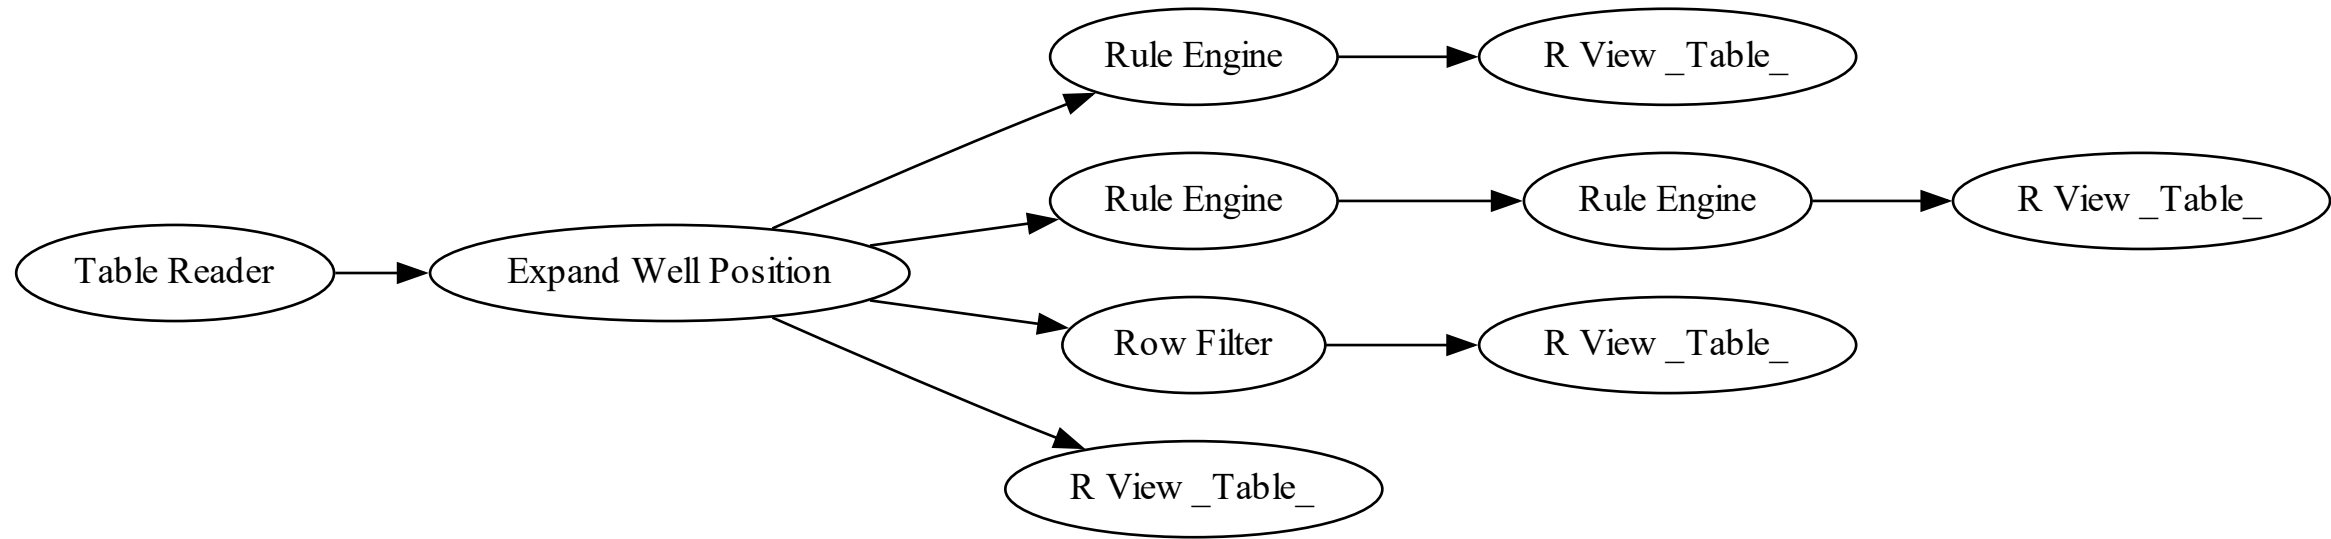 Rule Engine
R View _Table_
Rule Engine
Rule Engine
R View _Table_
Table Reader
Expand Well Position
Row Filter
R View _Table_
R View _Table_